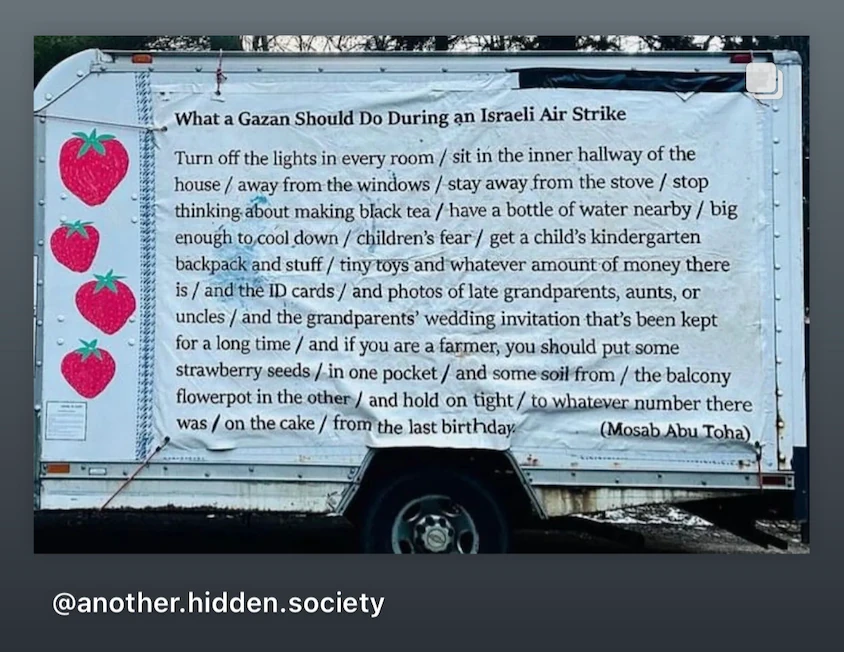 What a Gazan Should Do During an Israeli Air Strike
Turn off the lights in every room / sit in the inner hallway of the
house / away from the windows / stay away from the stove / stop
thinking about making black tea / have a bottle of water nearby / big
enough to cool down / children's fear / get a child's kindergarten
backpack and stuff / tiny toys and whatever amount of money there
is / and the ID cards / and photos of late grandparents, aunts, or
uncles / and the grandparents' wedding invitation that's been kept
for a long time / and if you are a farmer, you should put some
strawberry seeds / in one pocket / and some soil from / the balcony
flowerpot in the other / and hold on tight / to whatever number there
was / on the cake / from the last birthday.
(Mosab Abu Toha)
@another.hidden.society